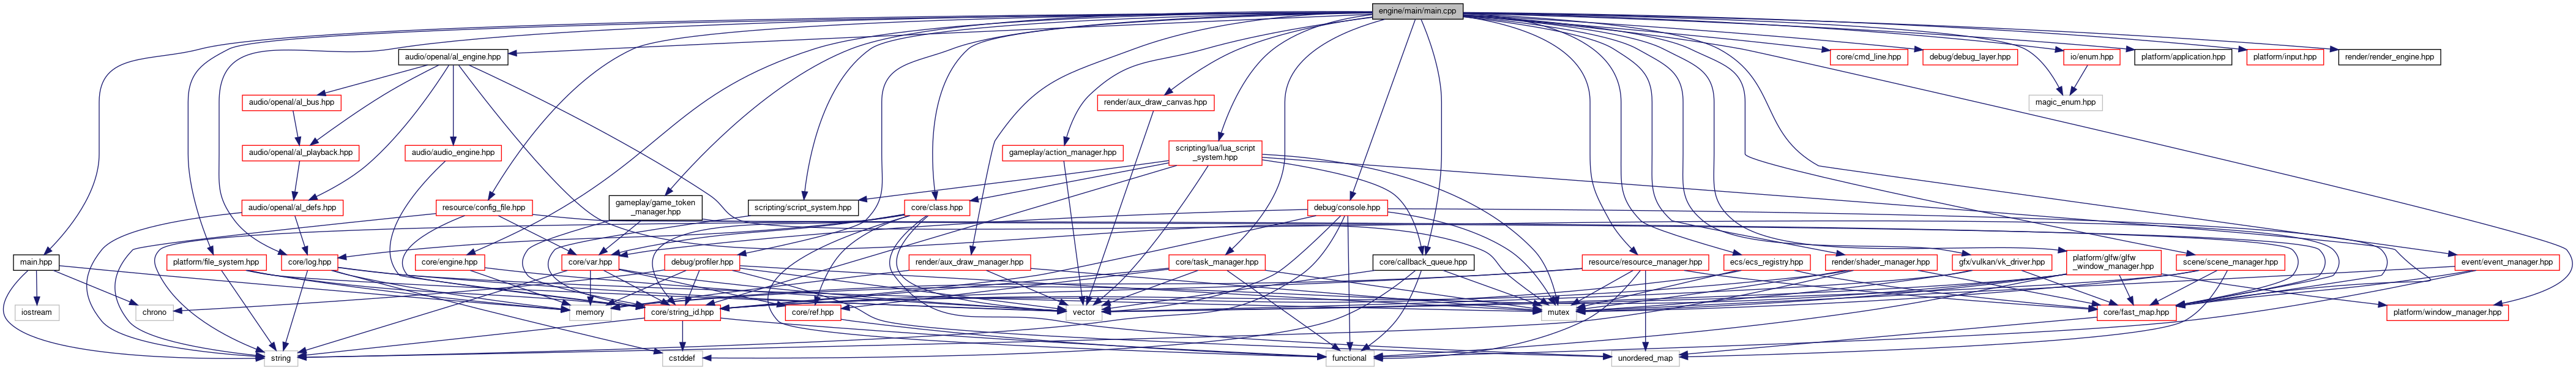 engine/main/main.cpp
audio/openal/al_engine.hpp
core/cmd_line.hpp
debug/debug_layer.hpp
io/enum.hpp
platform/application.hpp
platform/input.hpp
render/render_engine.hpp
audio/openal/al_bus.hpp
render/aux_draw_canvas.hpp
magic_enum.hpp
audio/openal/al_playback.hpp
audio/audio_engine.hpp
gameplay/action_manager.hpp
scripting/lua/lua_script
_system.hpp
audio/openal/al_defs.hpp
resource/config_file.hpp
gameplay/game_token
_manager.hpp
scripting/script_system.hpp
core/class.hpp
debug/console.hpp
main.hpp
platform/file_system.hpp
core/log.hpp
core/engine.hpp
core/var.hpp
debug/profiler.hpp
render/aux_draw_manager.hpp
core/task_manager.hpp
core/callback_queue.hpp
resource/resource_manager.hpp
ecs/ecs_registry.hpp
render/shader_manager.hpp
gfx/vulkan/vk_driver.hpp
platform/glfw/glfw
_window_manager.hpp
scene/scene_manager.hpp
event/event_manager.hpp
iostream
chrono
memory
core/string_id.hpp
core/ref.hpp
vector
mutex
core/fast_map.hpp
platform/window_manager.hpp
string
cstddef
functional
unordered_map